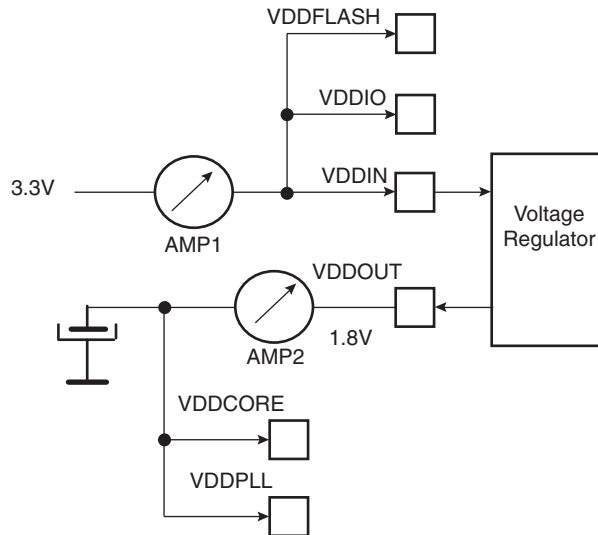 VDDFLASH
VDDIO
VDDIN
3.3V
AMP1
Voltage
Regulator
VDDOUT
1.8V
AMP2
VDDCORE
VDDPLL